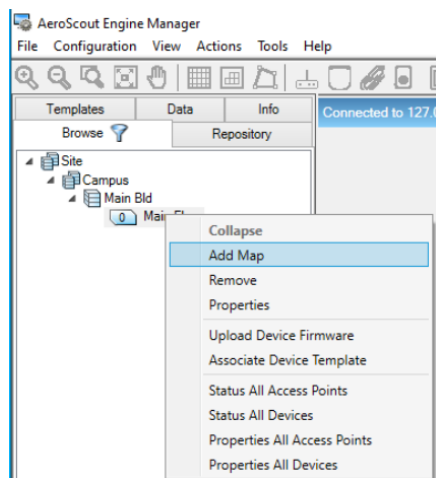 AeroScout Engine Manager
File Configuration View Actions Tools Help
Templates Data Info
Connected to 127.
Browse Repository
Site
Campus
Main Bld
0 Main
Collapse
Add Map
Remove
Properties
Upload Device Firmware
Associate Device Template
Status All Access Points
Status All Devices
Properties All Access Points
Properties All Devices